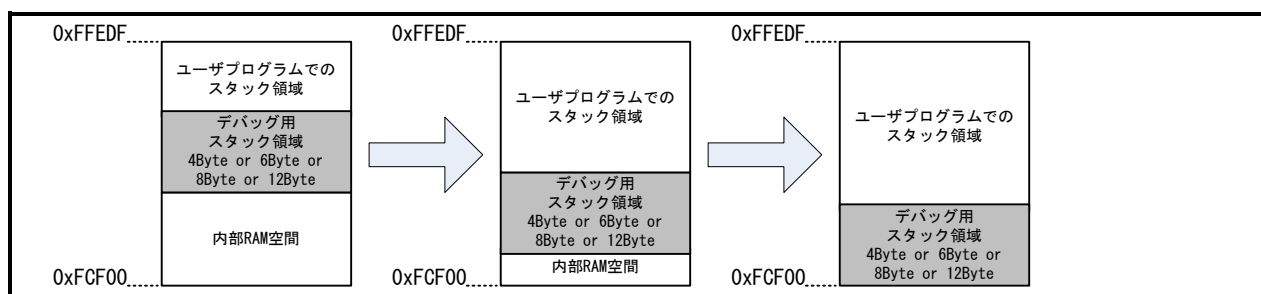 0xFFEDF
ユーザプログラムでの
スタック領域
デバッグ用
スタック領域
4Byte or 6Byte or
8Byte or 12Byte
内部RAM空間
0xFCF00
0xFFEDF
ユーザプログラムでの
スタック領域
デバッグ用
スタック領域
4Byte or 6Byte or
8Byte or 12Byte
内部RAM空間
0xFCF00
0xFFEDF
ユーザプログラムでの
スタック領域
デバッグ用
スタック領域
4Byte or 6Byte or
8Byte or 12Byte
0xFCF00